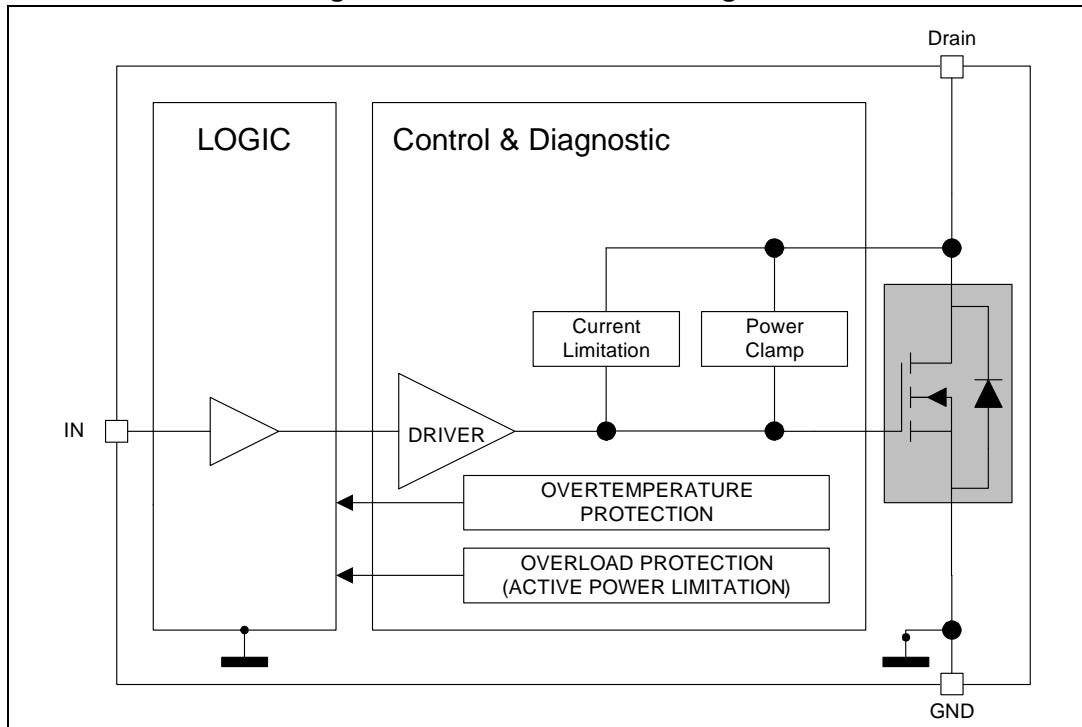 Drain
LOGIC
Control & Diagnostic
Current
Limitation
Power
Clamp
IN
DRIVER
OVERTEMPERATURE
PROTECTION
OVERLOAD PROTECTION
(ACTIVE POWER LIMITATION)
GND